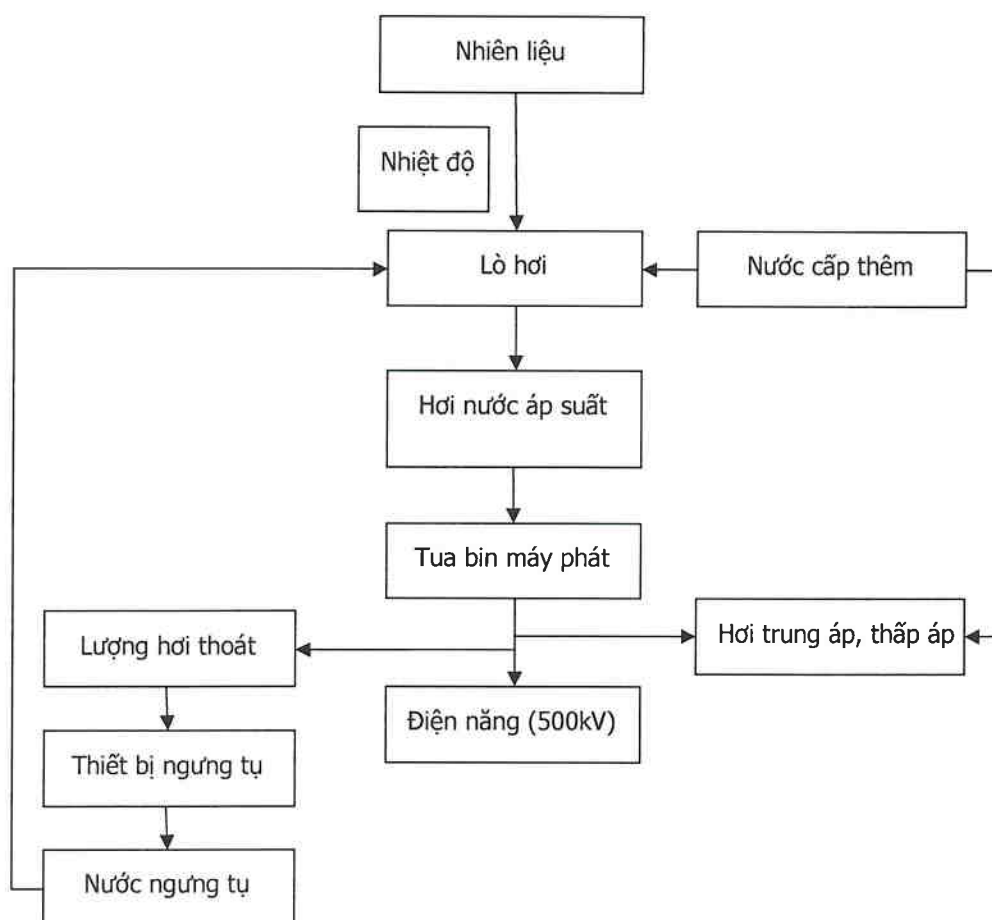 Nhiên liệu
Nhiệt độ
Lò hơi
Nước cấp thêm
Hơi nước áp suất
Tua bin máy phát
Lượng hơi thoát
Hơi trung áp, thấp áp
Điện năng (500kV)
Thiết bị ngưng tụ
Nước ngưng tụ